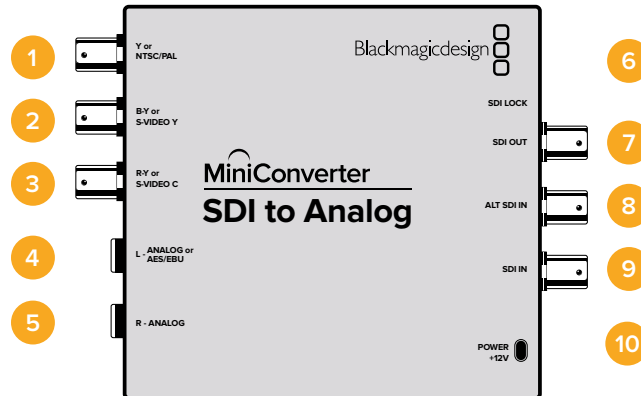 1
Y or
NTSC/PAL
2
B-Y or
S-VIDEO Y
3
R-Y or
S-VIDEO C
4
L - ANALOG or
AES/EBU
5
R - ANALOG
Blackmagicdesign
MiniConverter
SDI to Analog
6
SDI LOCK
7
SDI OUT
8
ALT SDI IN
9
SDI IN
10
POWER
+12V